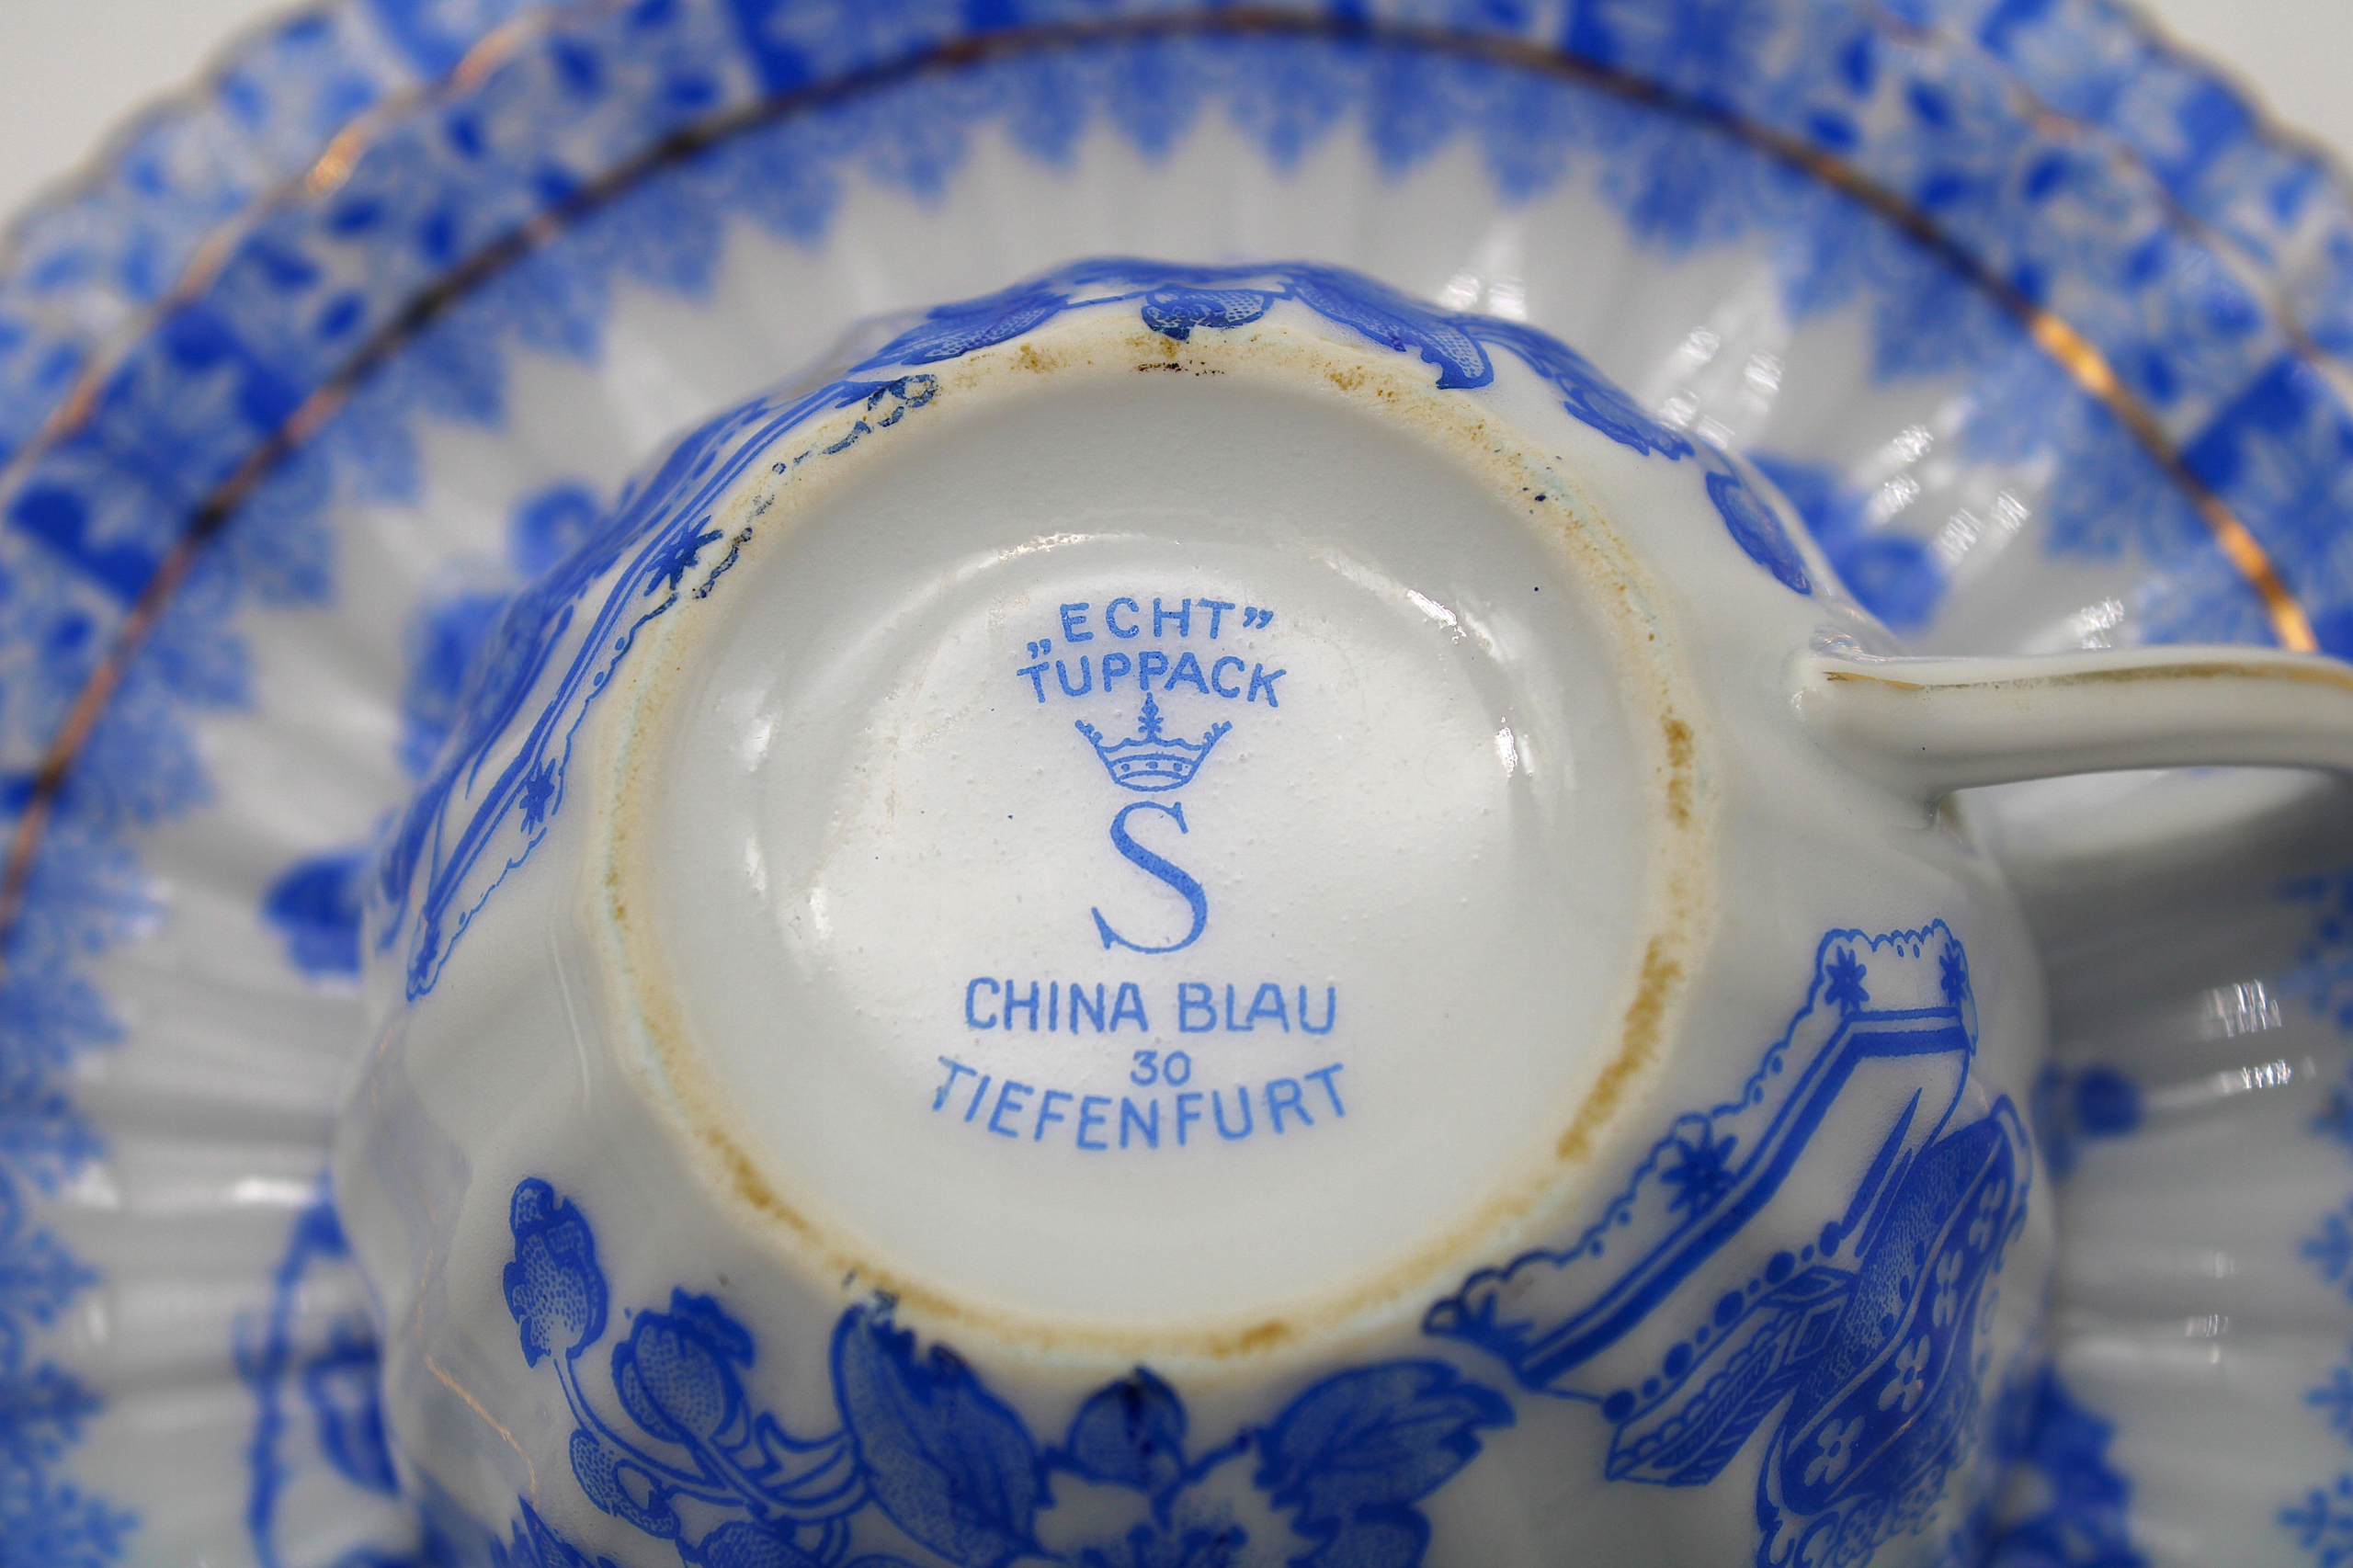 „ECHT”
TUPPACK
S
CHINA BLAU
30
TIEFENFURT